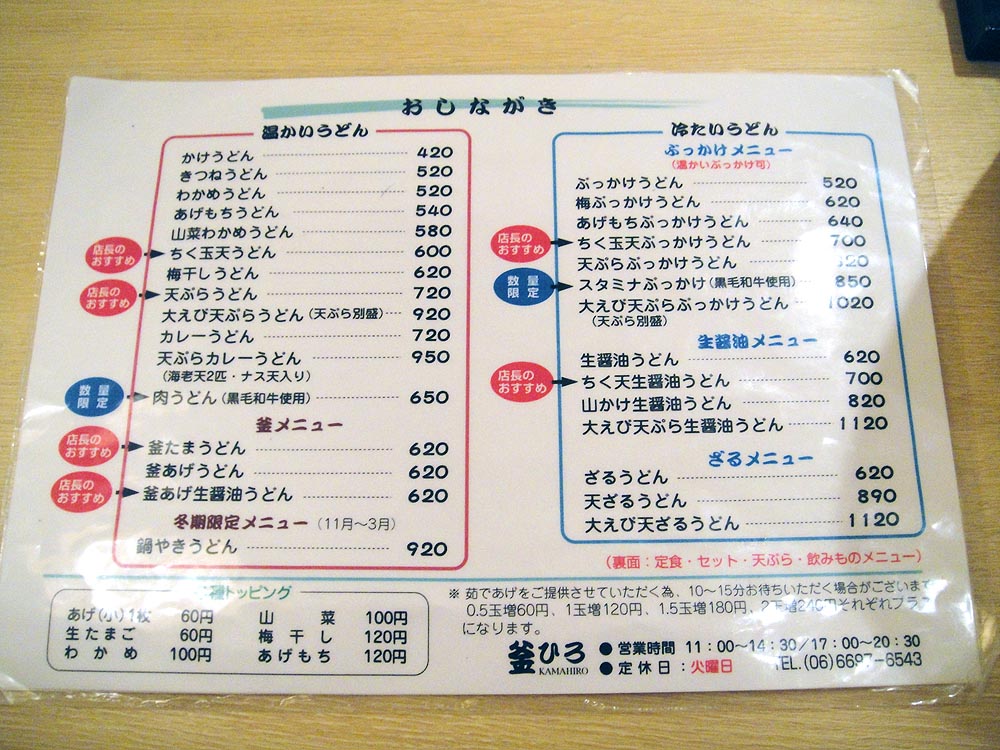 おしながき
温かいうどん
かけうどん 420
きつねうどん 520
わかめうどん 520
あげもちうどん 540
山菜わかめうどん 580
店長のおすすめ ちく玉天うどん 600
梅干しうどん 620
店長のおすすめ 天ぷらうどん 720
大えび天ぷらうどん(天ぷら別盛) 920
カレーうどん 720
天ぷらカレーうどん 950
(海老天2匹・ナス天入り)
数量限定 肉うどん(黒毛和牛使用) 650
釜メニュー
店長のおすすめ 釜たまうどん 620
釜あげうどん 620
店長のおすすめ 釜あげ生醤油うどん 620
冬期限定メニュー(11月〜3月)
鍋やきうどん 920
冷たいうどん
ぶっかけメニュー
(温かいぶっかけ可)
ぶっかけうどん 520
梅ぶっかけうどん 620
あげもちぶっかけうどん 640
店長のおすすめ ちく玉天ぶっかけうどん 700
天ぷらぶっかけうどん
数量限定 スタミナぶっかけ(黒毛和牛使用) 850
大えび天ぷらぶっかけうどん 1020
(天ぷら別盛)
生醤油メニュー
生醤油うどん 620
店長のおすすめ ちく天生醤油うどん 700
山かけ生醤油うどん 820
大えび天ぷら生醤油うどん 1120
ざるメニュー
ざるうどん 620
天ざるうどん 890
大えび天ざるうどん 1120
(裏面:定食・セット・天ぷら・飲みものメニュー)
種トッピング
あげ(小)1枚 60円 山菜 100円
生たまご 60円 梅干し 120円
わかめ 100円 あげもち 120円
※ 茹であげをご提供させていただく為、10〜15分お待ちいただく場合がございま
0.5玉増60円、1玉増120円、1.5玉増180円、2玉増240円それぞれプラス
になります。
釜ひろ KAMAHIRO
● 営業時間 11:00〜14:30/17:00〜20:30
● 定休日:火曜日 TEL.(06)6697-6543